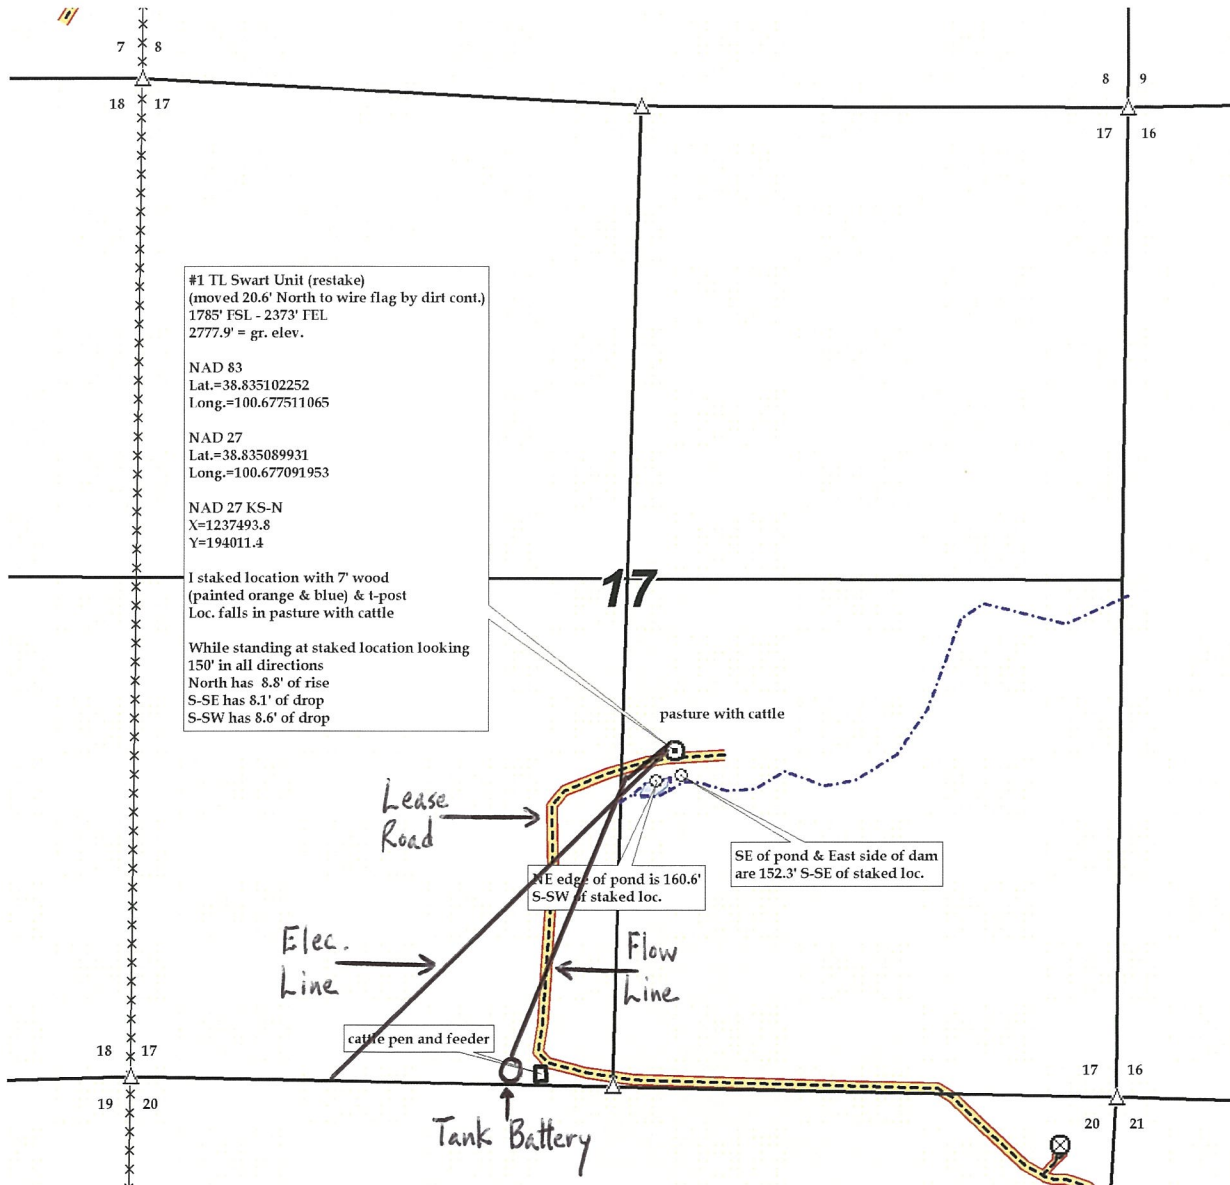 7 8
8 9
18 17
17 16
#1 TL Swart Unit (restake)
(moved 20.6' North to wire flag by dirt cont.)
1785' FSL - 2373' FEL
2777.9' = gr. elev.
NAD 83
Lat.=38.835102252
Long.=100.677511065
NAD 27
Lat.=38.835089931
Long.=100.677091953
NAD 27 KS-N
X=1237493.8
Y=194011.4
I staked location with 7' wood
(painted orange & blue) & t-post
Loc. falls in pasture with cattle
While standing at staked location looking
150' in all directions
North has 8.8' of rise
S-SE has 8.1' of drop
S-SW has 8.6' of drop
17
pasture with cattle
Lease
Road
SE of pond & East side of dam
are 152.3' S-SE of staked loc.
NE edge of pond is 160.6'
S-SW of staked loc.
Elec.
Line
Flow
Line
cattle pen and feeder
18 17
17 16
19 20
20 21
Tank Battery